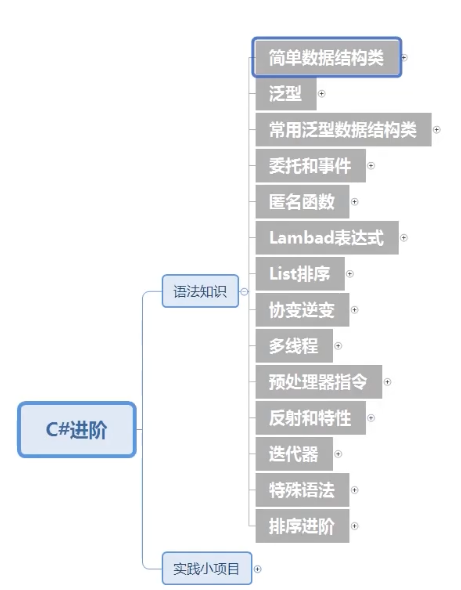 简单数据结构类
泛型
常用泛型数据结构类
委托和事件
匿名函数
Lambad表达式
List排序
语法知识
协变逆变
多线程
预处理器指令
反射和特性
C#进阶
迭代器
特殊语法
排序进阶
实践小项目